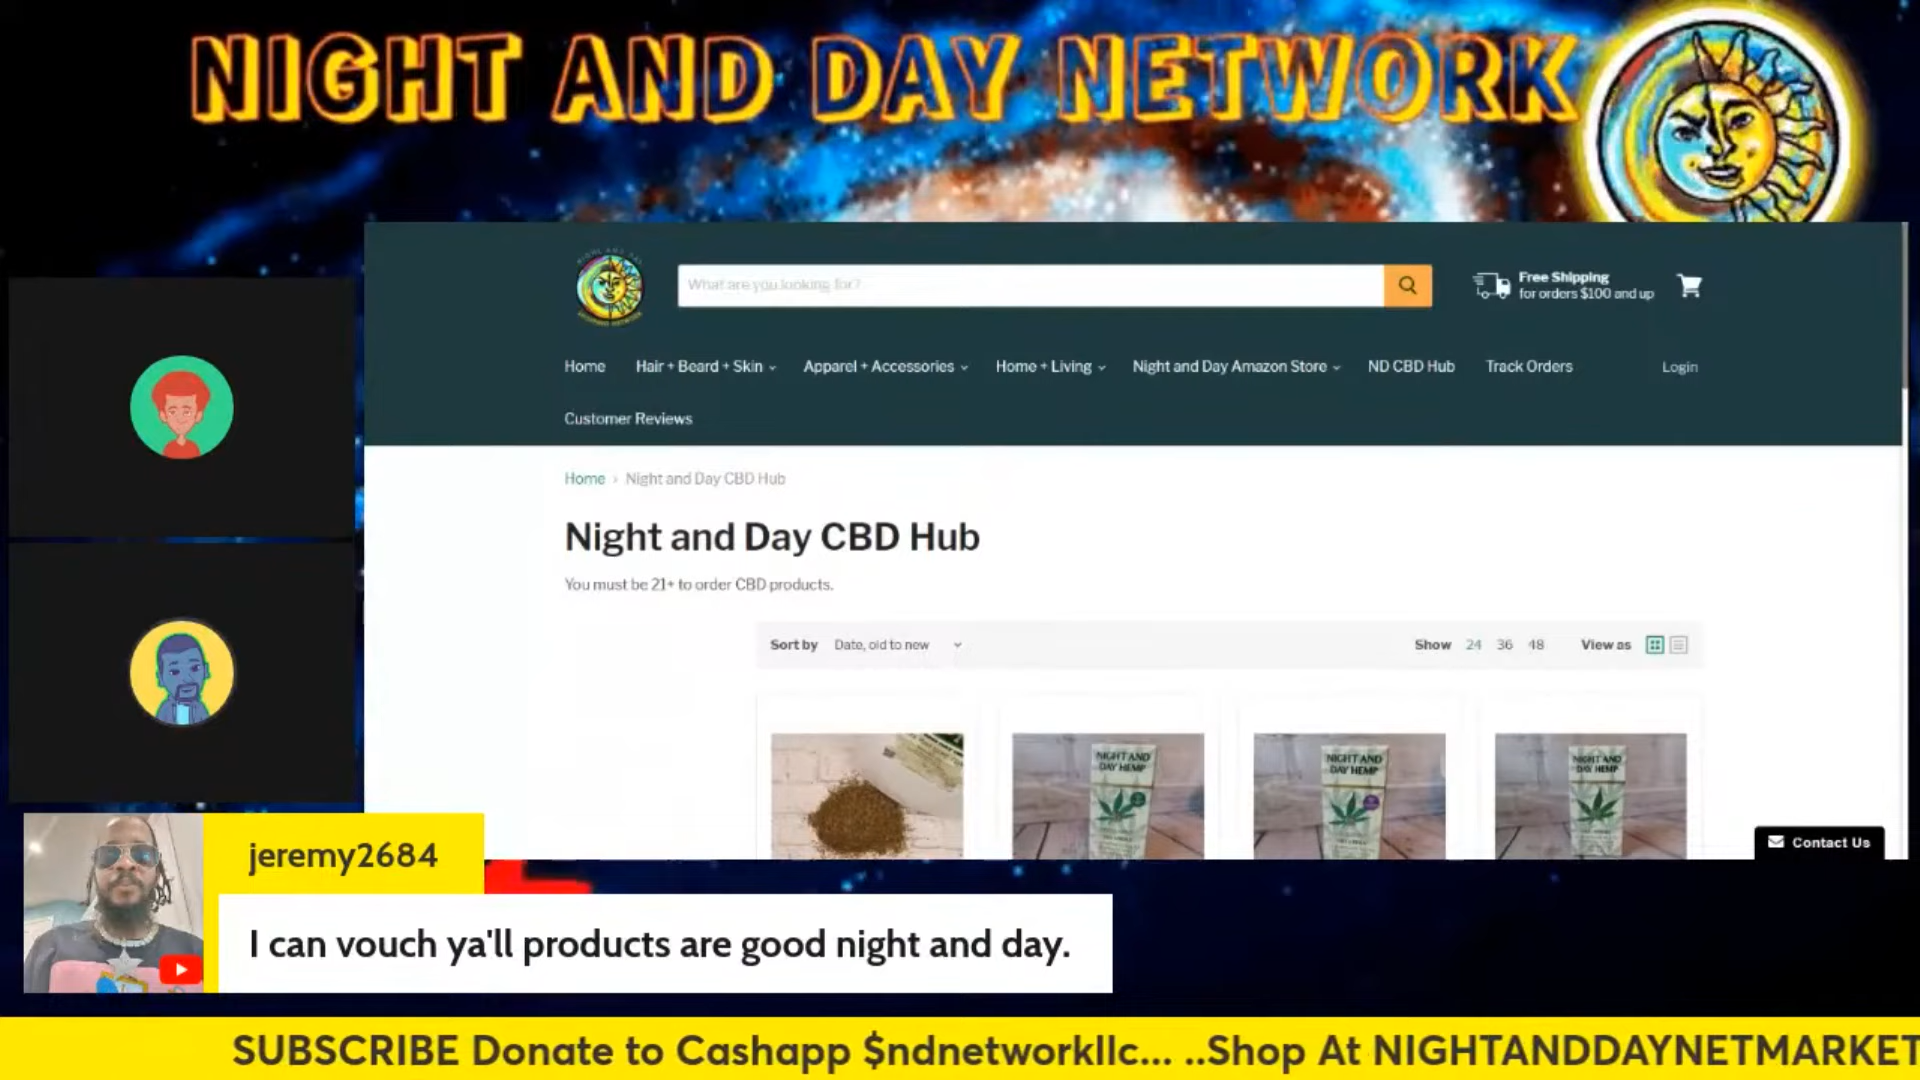 NIGHT AND DAY NETWORK
What are you looking for?
Free Shipping
for orders $100 and up
Home Hair + Beard + Skin Apparel + Accessories Home + Living Night and Day Amazon Store ND CBD Hub Track Orders Login
Customer Reviews
Home › Night and Day CBD Hub
Night and Day CBD Hub
You must be 21+ to order CBD products.
Sort by Date, old to new Show 24 36 48 View as
NIGHT AND
DAY HEMP
NIGHT AND
DAY HEMP
NIGHT AND
DAY HEMP
Contact Us
jeremy2684
I can vouch ya'll products are good night and day.
SUBSCRIBE Donate to Cashapp $ndnetworkllc... ..Shop At NIGHTANDDAYNETMARKET